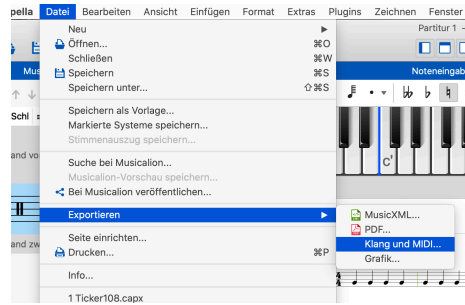 pella Datei Bearbeiten Ansicht Einfügen Format Extras Plugins Zeichnen Fenster
Partitur 1 -
Neu
Öffnen... ⌘O
Schließen ⌘W
Speichern ⌘S
Speichern unter... ⇧⌘S
Mus
Noteneingab
Speichern als Vorlage...
Schl
Markierte Systeme speichern...
Stimmenauszug speichern...
and vo
Suche bei Musicalion...
c'
Musicalion-Vorschau speichern...
Bei Musicalion veröffentlichen...
Exportieren
MusicXML...
PDF...
Klang und MIDI...
Grafik...
Seite einrichten...
and zw
Drucken... ⌘P
Info...
1 Ticker108.capx